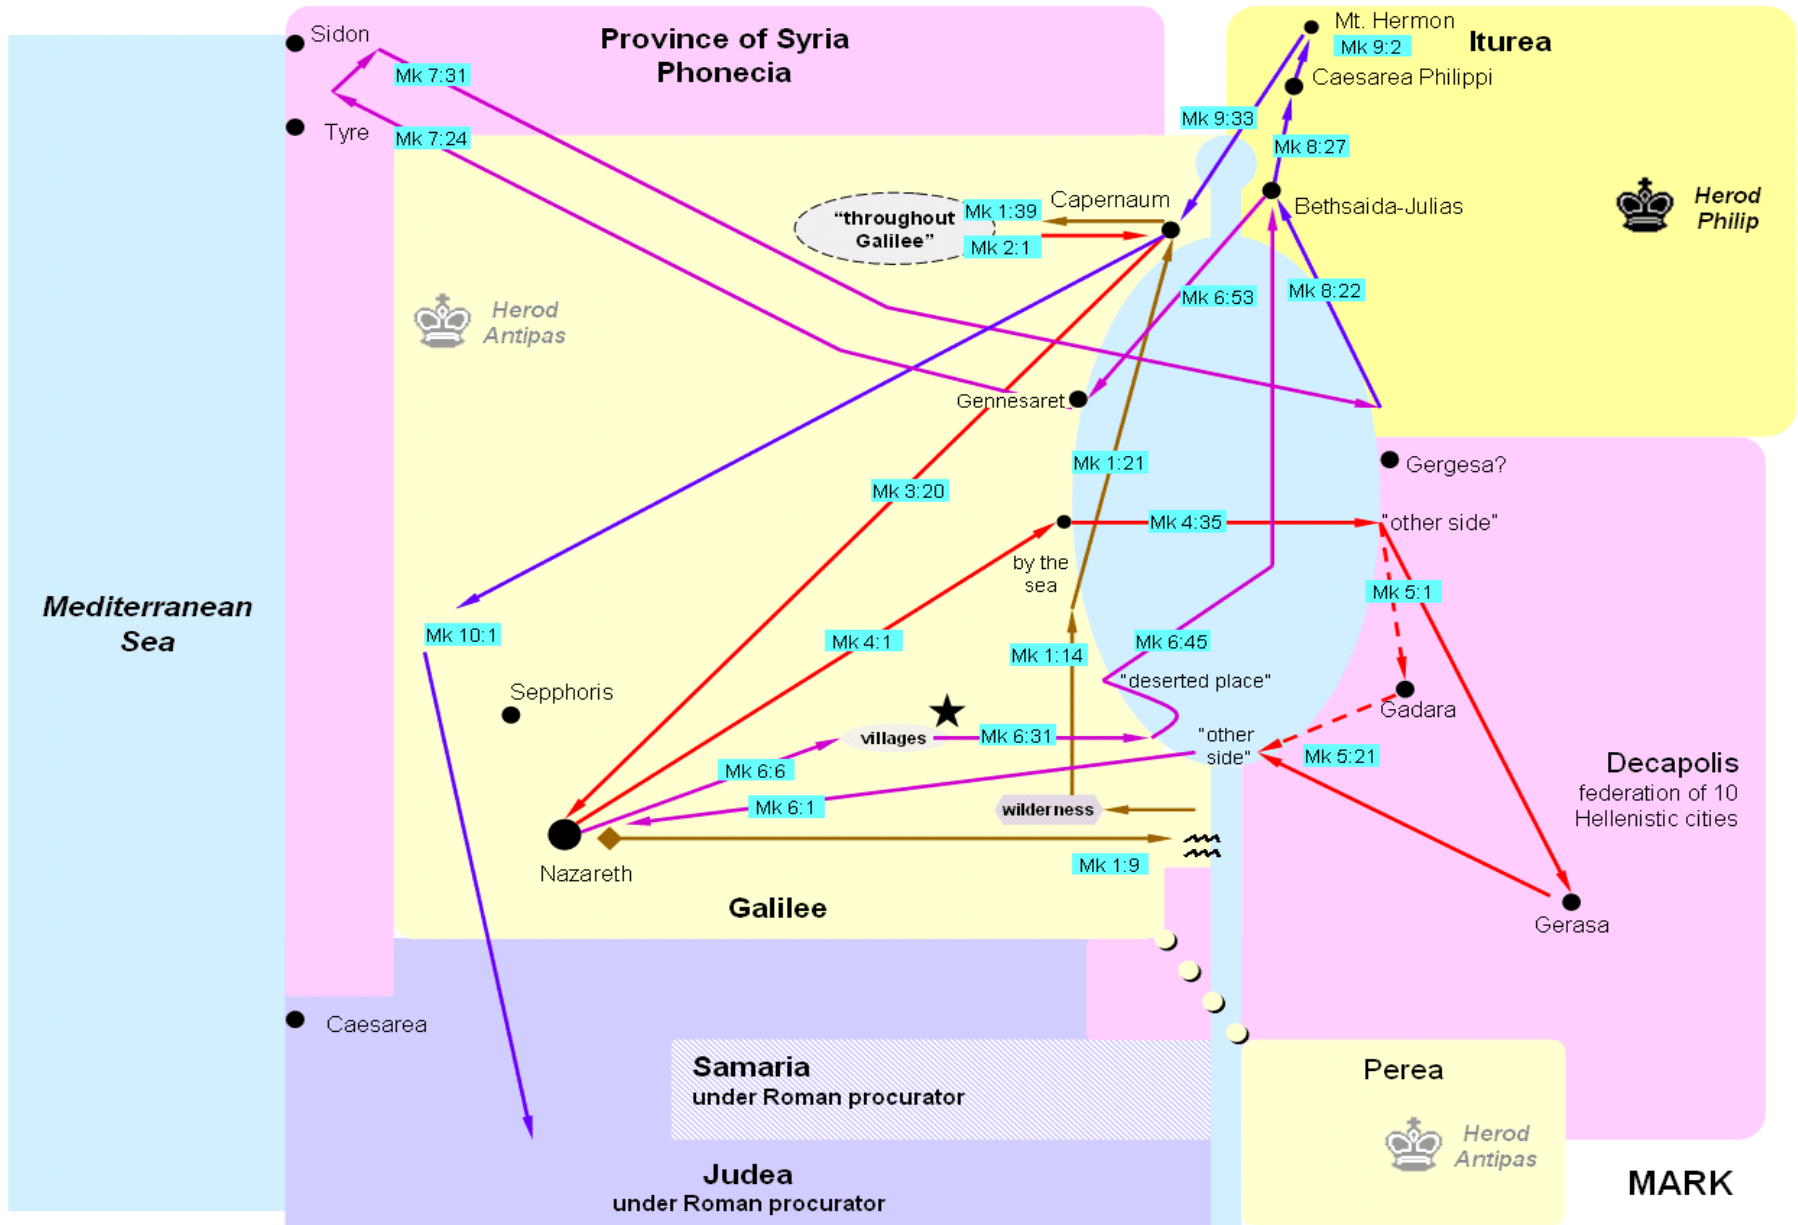 Sidon
Province of Syria
Phonecia
Mt. Hermon
Mk 9:2
Iturea
Mk 7:31
Caesarea Philippi
Tyre
Mk 7:24
Mk 9:33
Mk 8:27
Capernaum
Bethsaida-Julias
Herod
Philip
"throughout
Galilee"
Mk 1:39
Mk 2:1
Mk 6:53
Mk 8:22
Herod
Antipas
Gennesaret
Mk 1:21
Gergesa?
Mk 3:20
Mk 4:35
"other side"
by the
sea
Mk 5:1
Mediterranean
Sea
Mk 10:1
Mk 4:1
Mk 1:14
Mk 6:45
"deserted place"
Sepphoris
Gadara
villages
Mk 6:31
"other
side"
Mk 5:21
Mk 6:6
Mk 6:1
wilderness
Decapolis
federation of 10
Hellenistic cities
Nazareth
Mk 1:9
Galilee
Gerasa
Caesarea
Samaria
under Roman procurator
Perea
Herod
Antipas
Judea
under Roman procurator
MARK